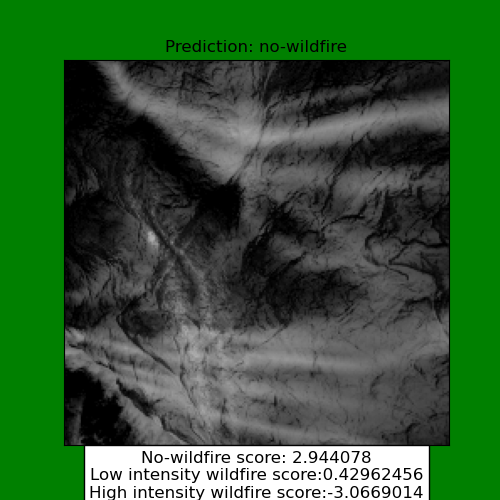 Prediction: no-wildfire
No-wildfire score: 2.944078
Low intensity wildfire score:0.42962456
High intensity wildfire score:-3.0669014